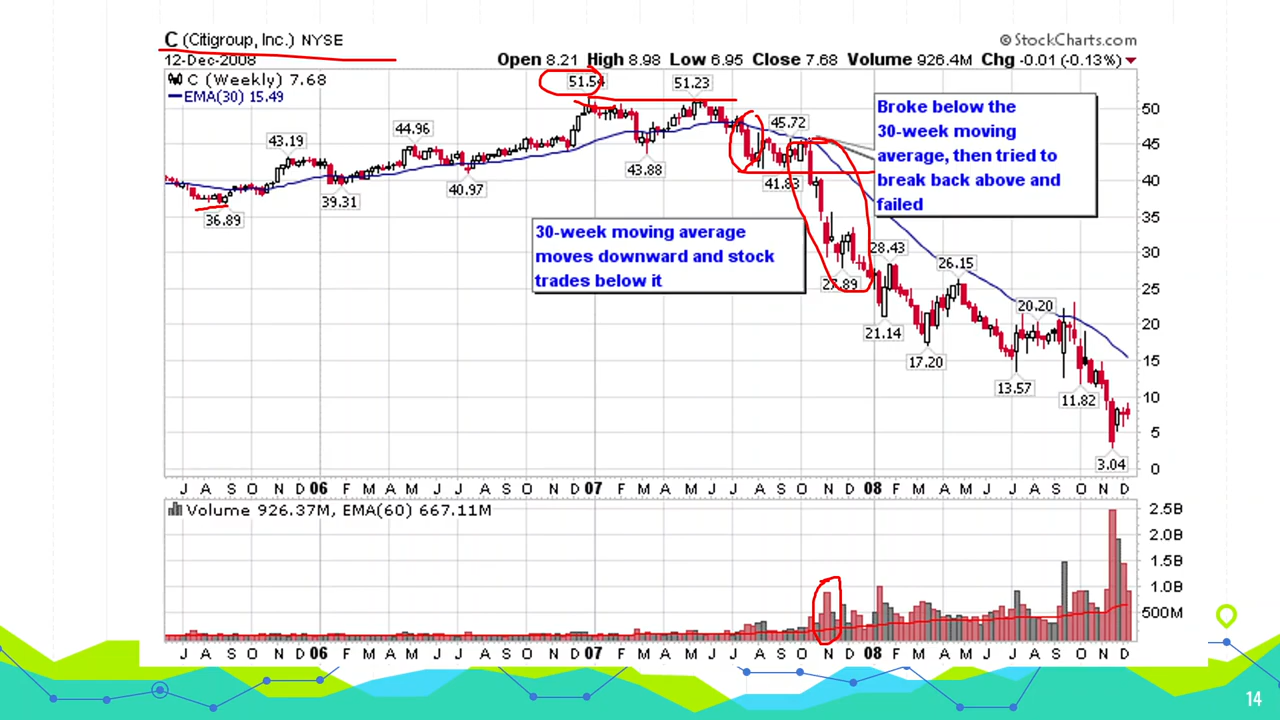 C (Citigroup, Inc.) NYSE
© StockCharts.com
12-Dec-2008
Open 8.21 High 8.98 Low 6.95 Close 7.68 Volume 926.4M Chg -0.01 (-0.13%)
C (Weekly) 7.68
EMA(30) 15.49
51.54
51.23
45.72
44.96
43.19
43.88
41.83
40.97
39.31
36.89
28.43
27.89
26.15
21.14
20.20
17.20
13.57
11.82
3.04
Broke below the
30-week moving
average, then tried to
break back above and
failed
30-week moving average
moves downward and stock
trades below it
50
45
40
35
30
25
20
15
10
5
0
J A S O N D 06 F M A M J J A S O N D 07 F M A M J J A S O N D 08 F M A M J J A S O N D
Volume 926.37M, EMA(60) 667.11M
2.5B
2.0B
1.5B
1.0B
500M
J A S O N D 06 F M A M J J A S O N D 07 F M A M J J A S O N D 08 F M A M J J A S O N D
14